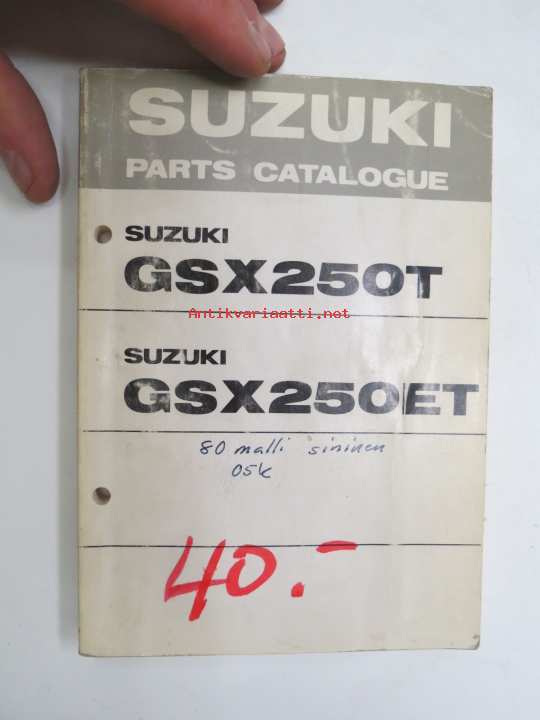 SUZUKI
PARTS CATALOGUE
SUZUKI
GSX250T
Antikvariaatti.net
SUZUKI
GSX250ET
80 malli sininen
05k
40.-